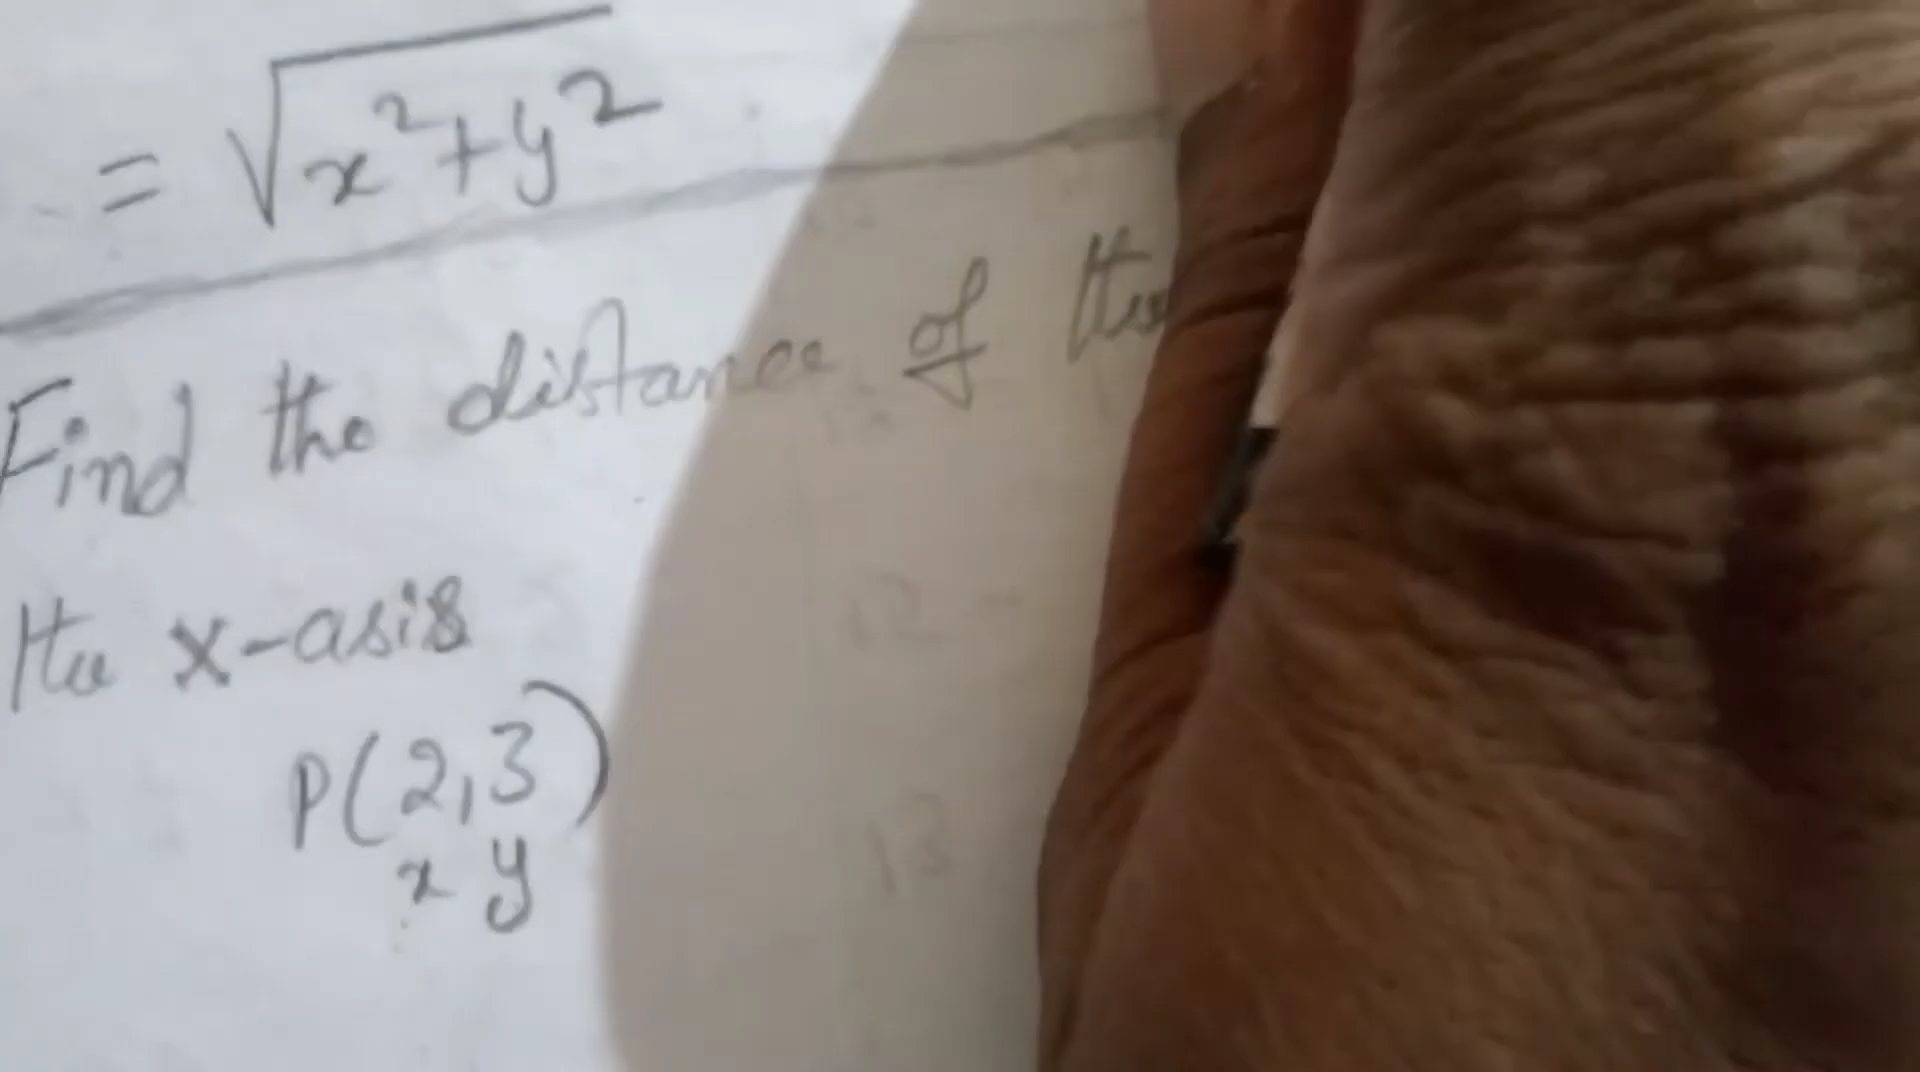 = √x²+y²
Find the distance of the
the x-asis
P(2,3)
x y